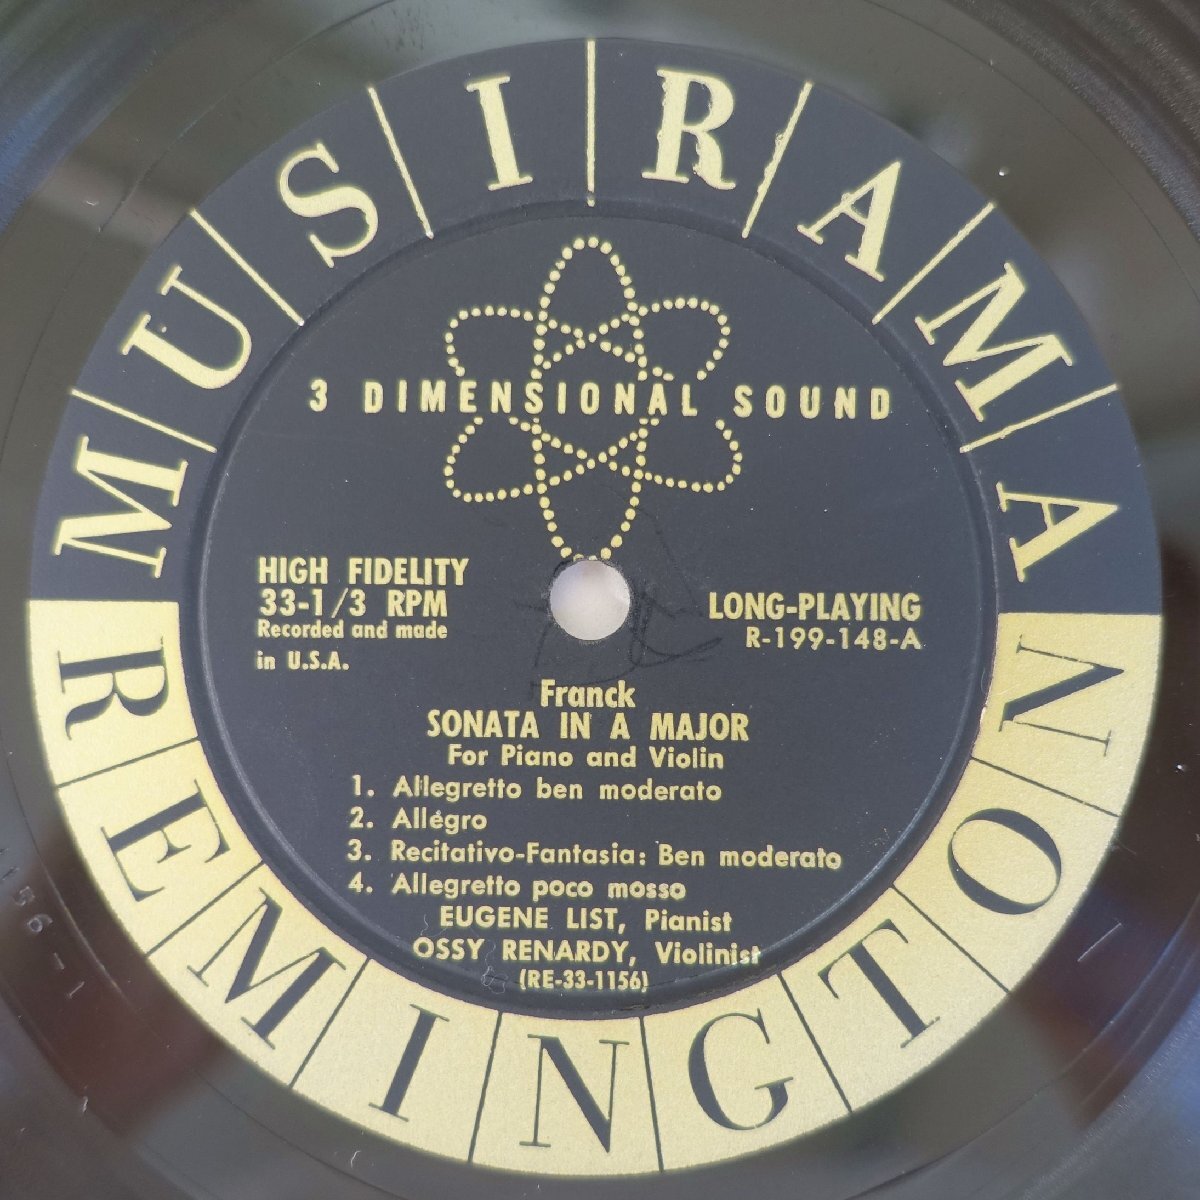 MUSIRAMA
3 DIMENSIONAL SOUND
HIGH FIDELITY
33-1/3 RPM
Recorded and made
in U.S.A.
LONG-PLAYING
R-199-148-A
Franck
SONATA IN A MAJOR
For Piano and Violin
1. Allegretto ben moderato
2. Allégro
3. Recitativo-Fantasia: Ben moderato
4. Allegretto poco mosso
EUGENE LIST, Pianist
OSSY RENARDY, Violinist
(RE-33-1156)
REMINGTON